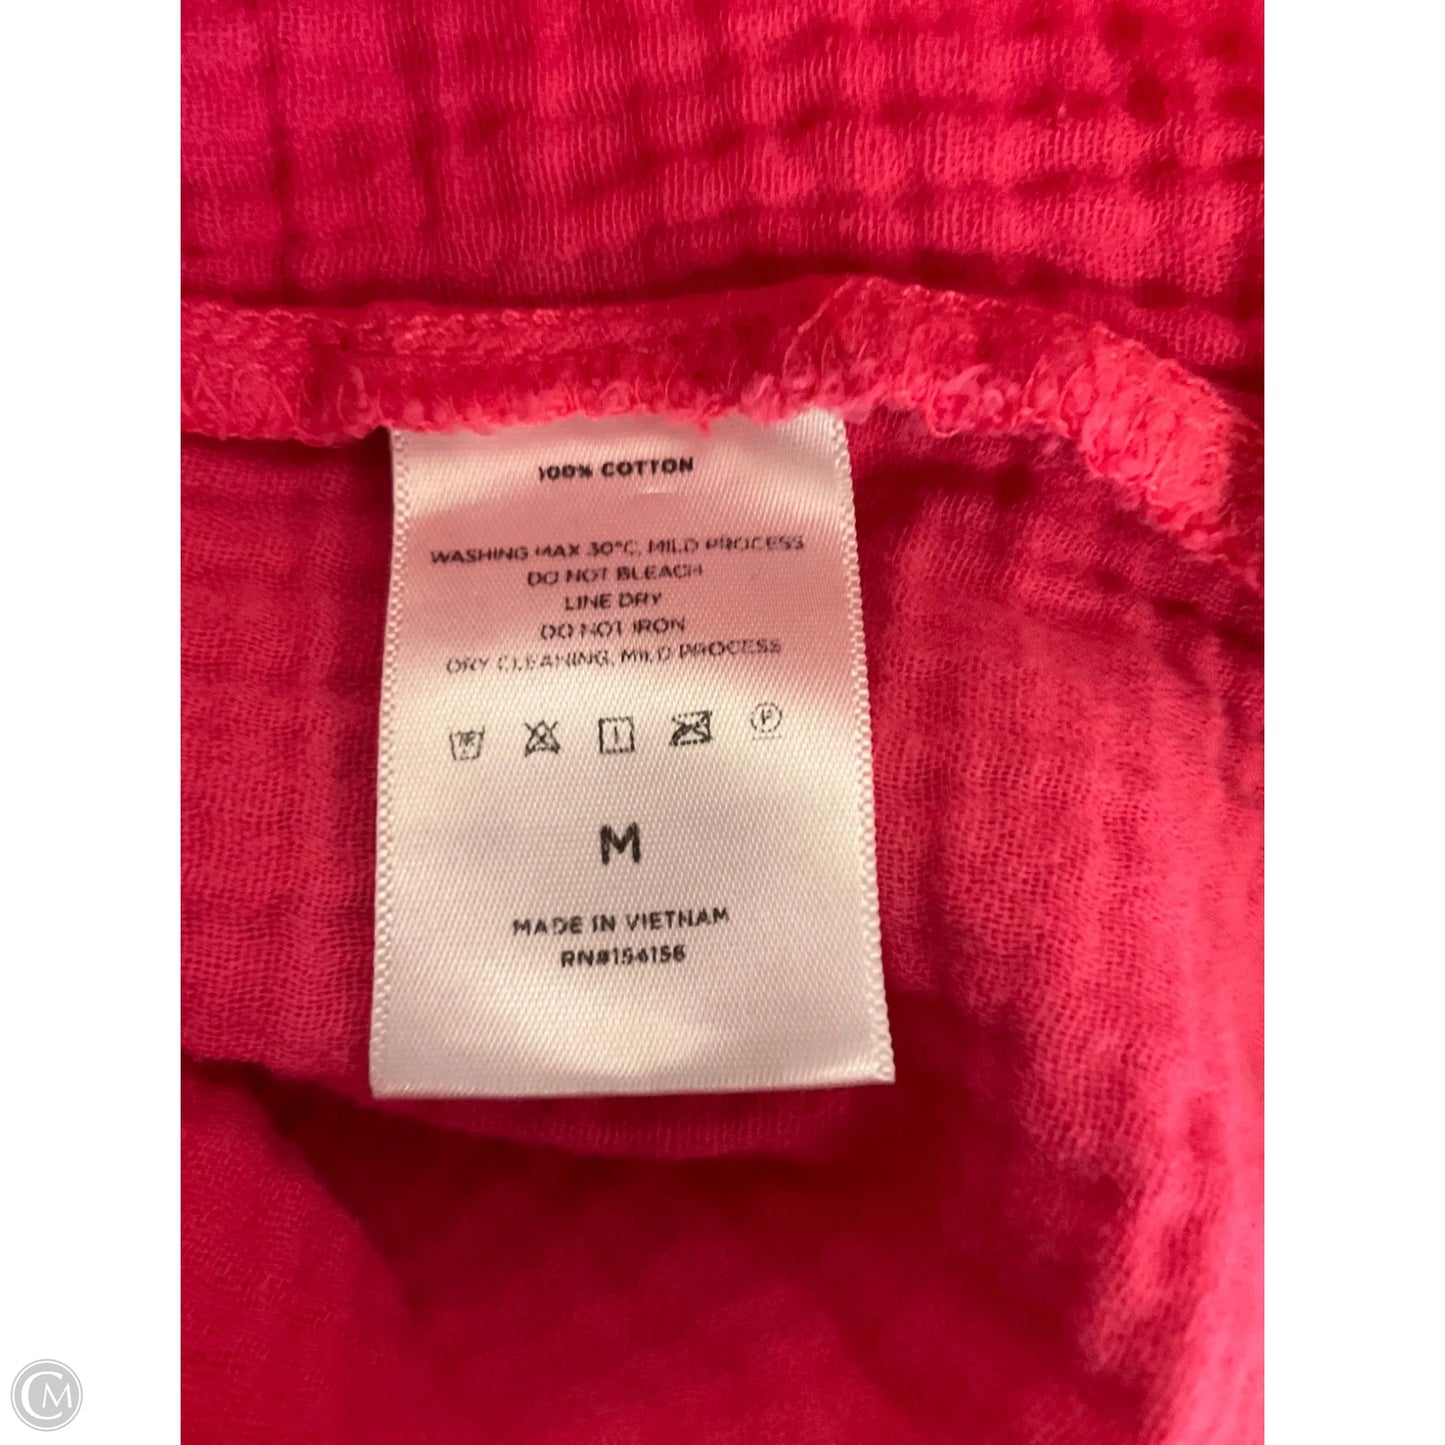 100% COTTON
WASHING MAX 30°C, MILD PROCESS
DO NOT BLEACH
LINE DRY
DO NOT IRON
DRY CLEANING, MILD PROCESS
P
M
MADE IN VIETNAM
RN#154156
CM